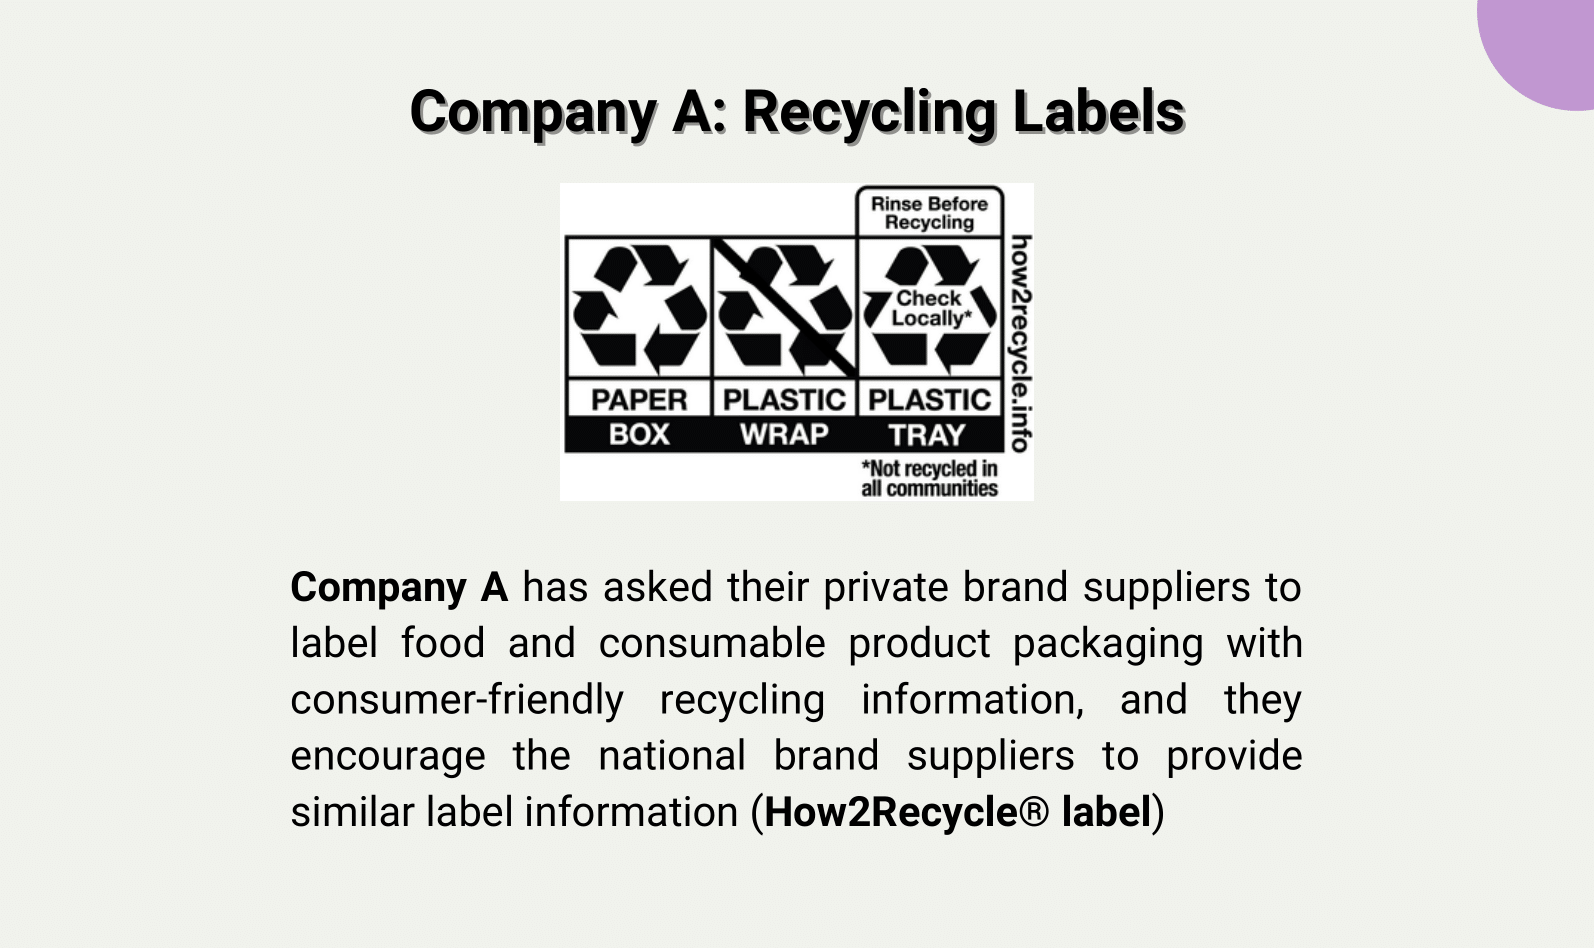 Company A: Recycling Labels
Rinse Before
Recycling
Check
Locally*
PAPER
PLASTIC
PLASTIC
BOX
WRAP
TRAY
how2recycle.info
*Not recycled in
all communities
Company A has asked their private brand suppliers to
label food and consumable product packaging with
consumer-friendly recycling information, and they
encourage the national brand suppliers to provide
similar label information (How2Recycle® label)